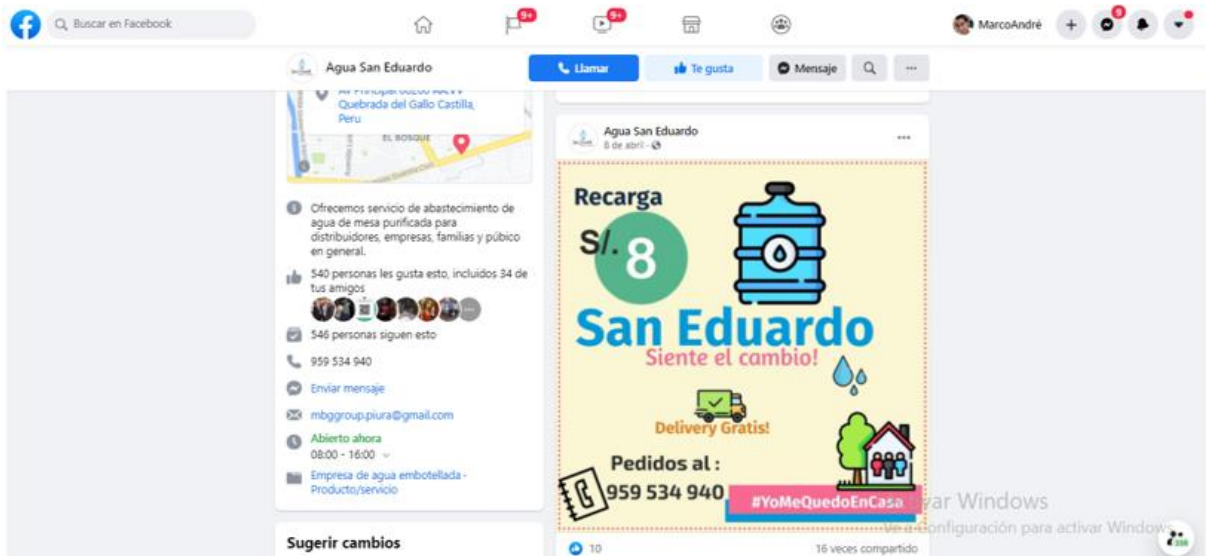 Buscar en Facebook
9+
9+
MarcoAndré
9
Agua San Eduardo
Llamar
Te gusta
Mensaje
Quebrada del Gallo Castilla,
Peru
EL BOSQUE
Ofrecemos servicio de abastecimiento de
agua de mesa purificada para
distribuidores, empresas, familias y púbico
en general.
540 personas les gusta esto, incluidos 34 de
tus amigos
546 personas siguen esto
959 534 940
Enviar mensaje
mbggroup.piura@gmail.com
Abierto ahora
08:00 - 16:00
Empresa de agua embotellada -
Producto/servicio
Sugerir cambios
Agua San Eduardo
6 de abril
Recarga
S/. 8
San Eduardo
Siente el cambio!
Delivery Gratis!
Pedidos al :
959 534 940
#YoMeQuedoEnCasa
10
16 veces compartido
Windows
Configuración para activar Windows